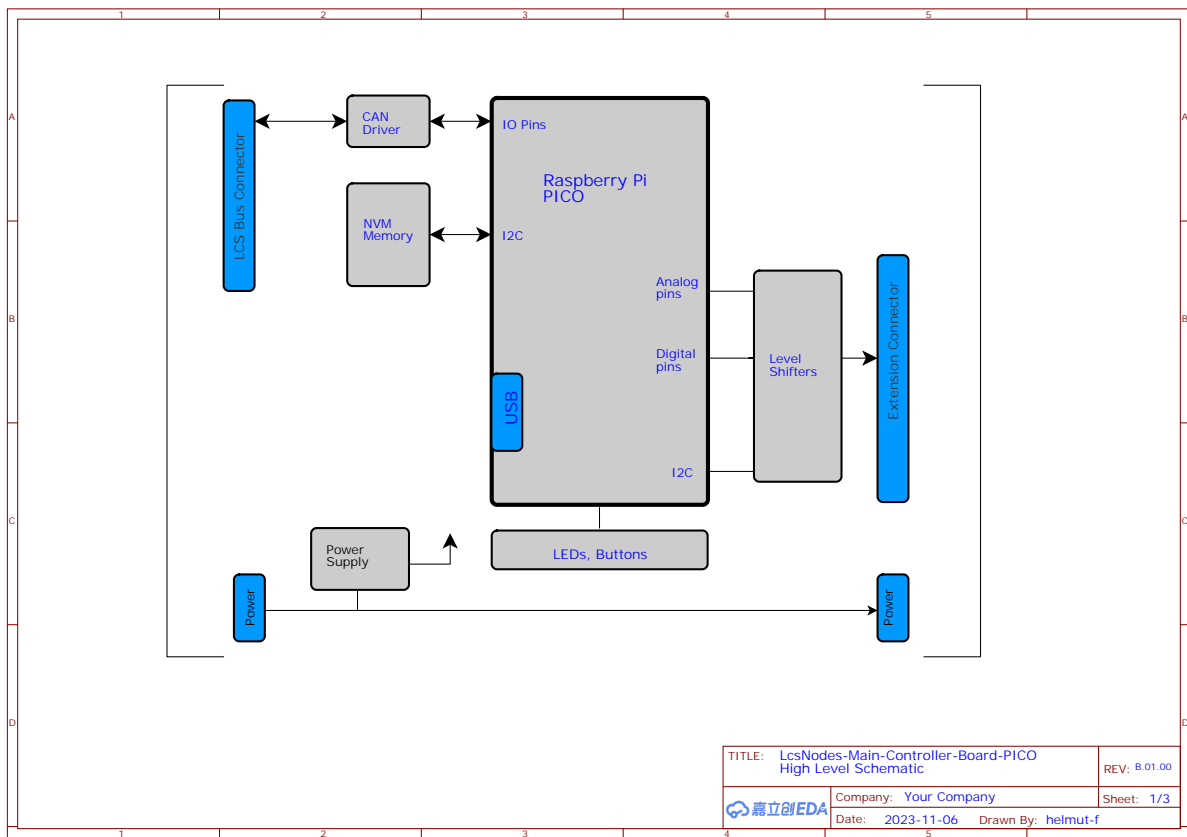 1 2 3 4 5
A A
CAN
Driver
IO Pins
LCS Bus Connector
Raspberry Pi
PICO
NVM
Memory
I2C
Analog
pins
Extension Connector
B B
Digital
pins
Level
Shifters
USB
I2C
C C
Power
Supply
LEDs, Buttons
Power
Power
D D
TITLE: LcsNodes-Main-Controller-Board-PICO
High Level Schematic
REV: B.01.00
嘉立创EDA
Company: Your Company
Sheet: 1/3
Date: 2023-11-06 Drawn By: helmut-f
1 2 3 4 5